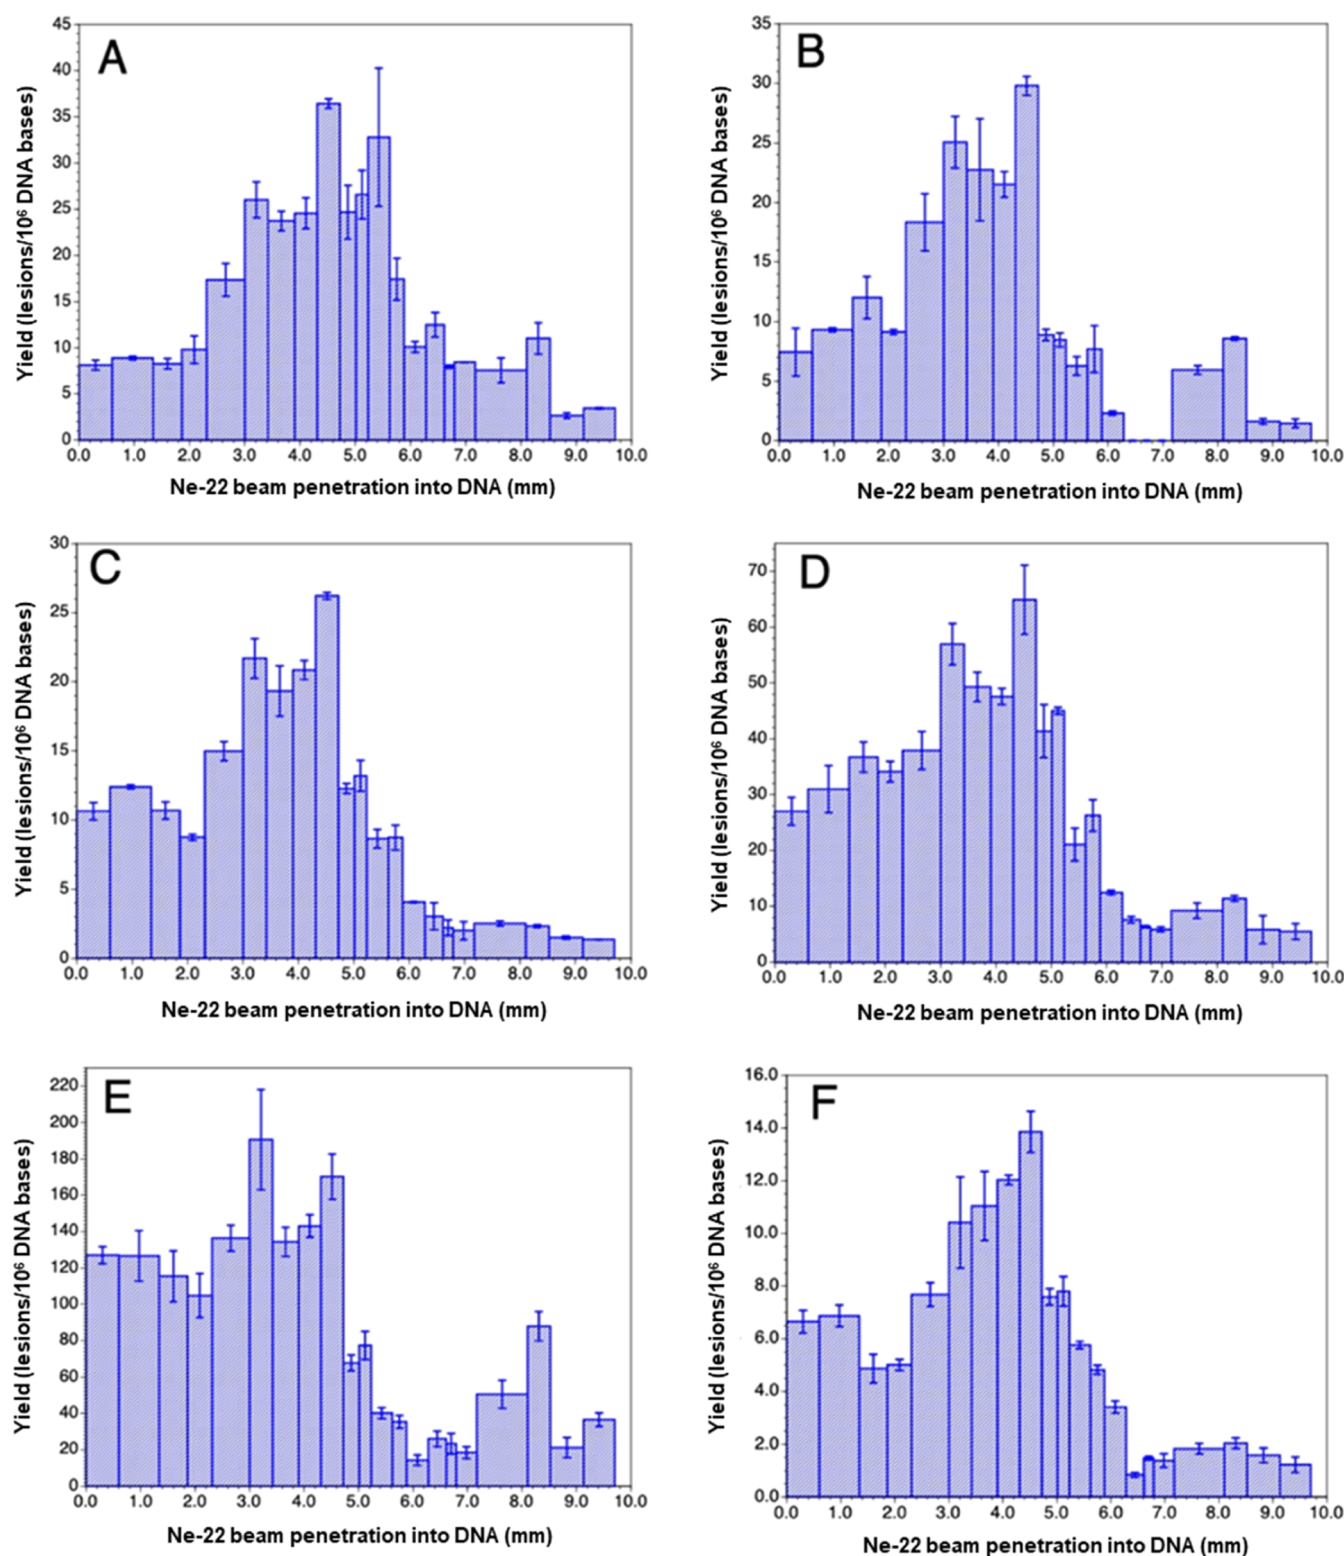 A
Yield (lesions/10⁶ DNA bases)
45
40
35
30
25
20
15
10
5
0
0.0 1.0 2.0 3.0 4.0 5.0 6.0 7.0 8.0 9.0 10.0
Ne-22 beam penetration into DNA (mm)
B
Yield (lesions/10⁶ DNA bases)
35
30
25
20
15
10
5
0
0.0 1.0 2.0 3.0 4.0 5.0 6.0 7.0 8.0 9.0 10.0
Ne-22 beam penetration into DNA (mm)
C
Yield (lesions/10⁶ DNA bases)
30
25
20
15
10
5
0
0.0 1.0 2.0 3.0 4.0 5.0 6.0 7.0 8.0 9.0 10.0
Ne-22 beam penetration into DNA (mm)
D
Yield (lesions/10⁶ DNA bases)
70
60
50
40
30
20
10
0
0.0 1.0 2.0 3.0 4.0 5.0 6.0 7.0 8.0 9.0 10.0
Ne-22 beam penetration into DNA (mm)
E
Yield (lesions/10⁶ DNA bases)
220
200
180
160
140
120
100
80
60
40
20
0
0.0 1.0 2.0 3.0 4.0 5.0 6.0 7.0 8.0 9.0 10.0
Ne-22 beam penetration into DNA (mm)
F
Yield (lesions/10⁶ DNA bases)
16.0
14.0
12.0
10.0
8.0
6.0
4.0
2.0
0.0
0.0 1.0 2.0 3.0 4.0 5.0 6.0 7.0 8.0 9.0 10.0
Ne-22 beam penetration into DNA (mm)